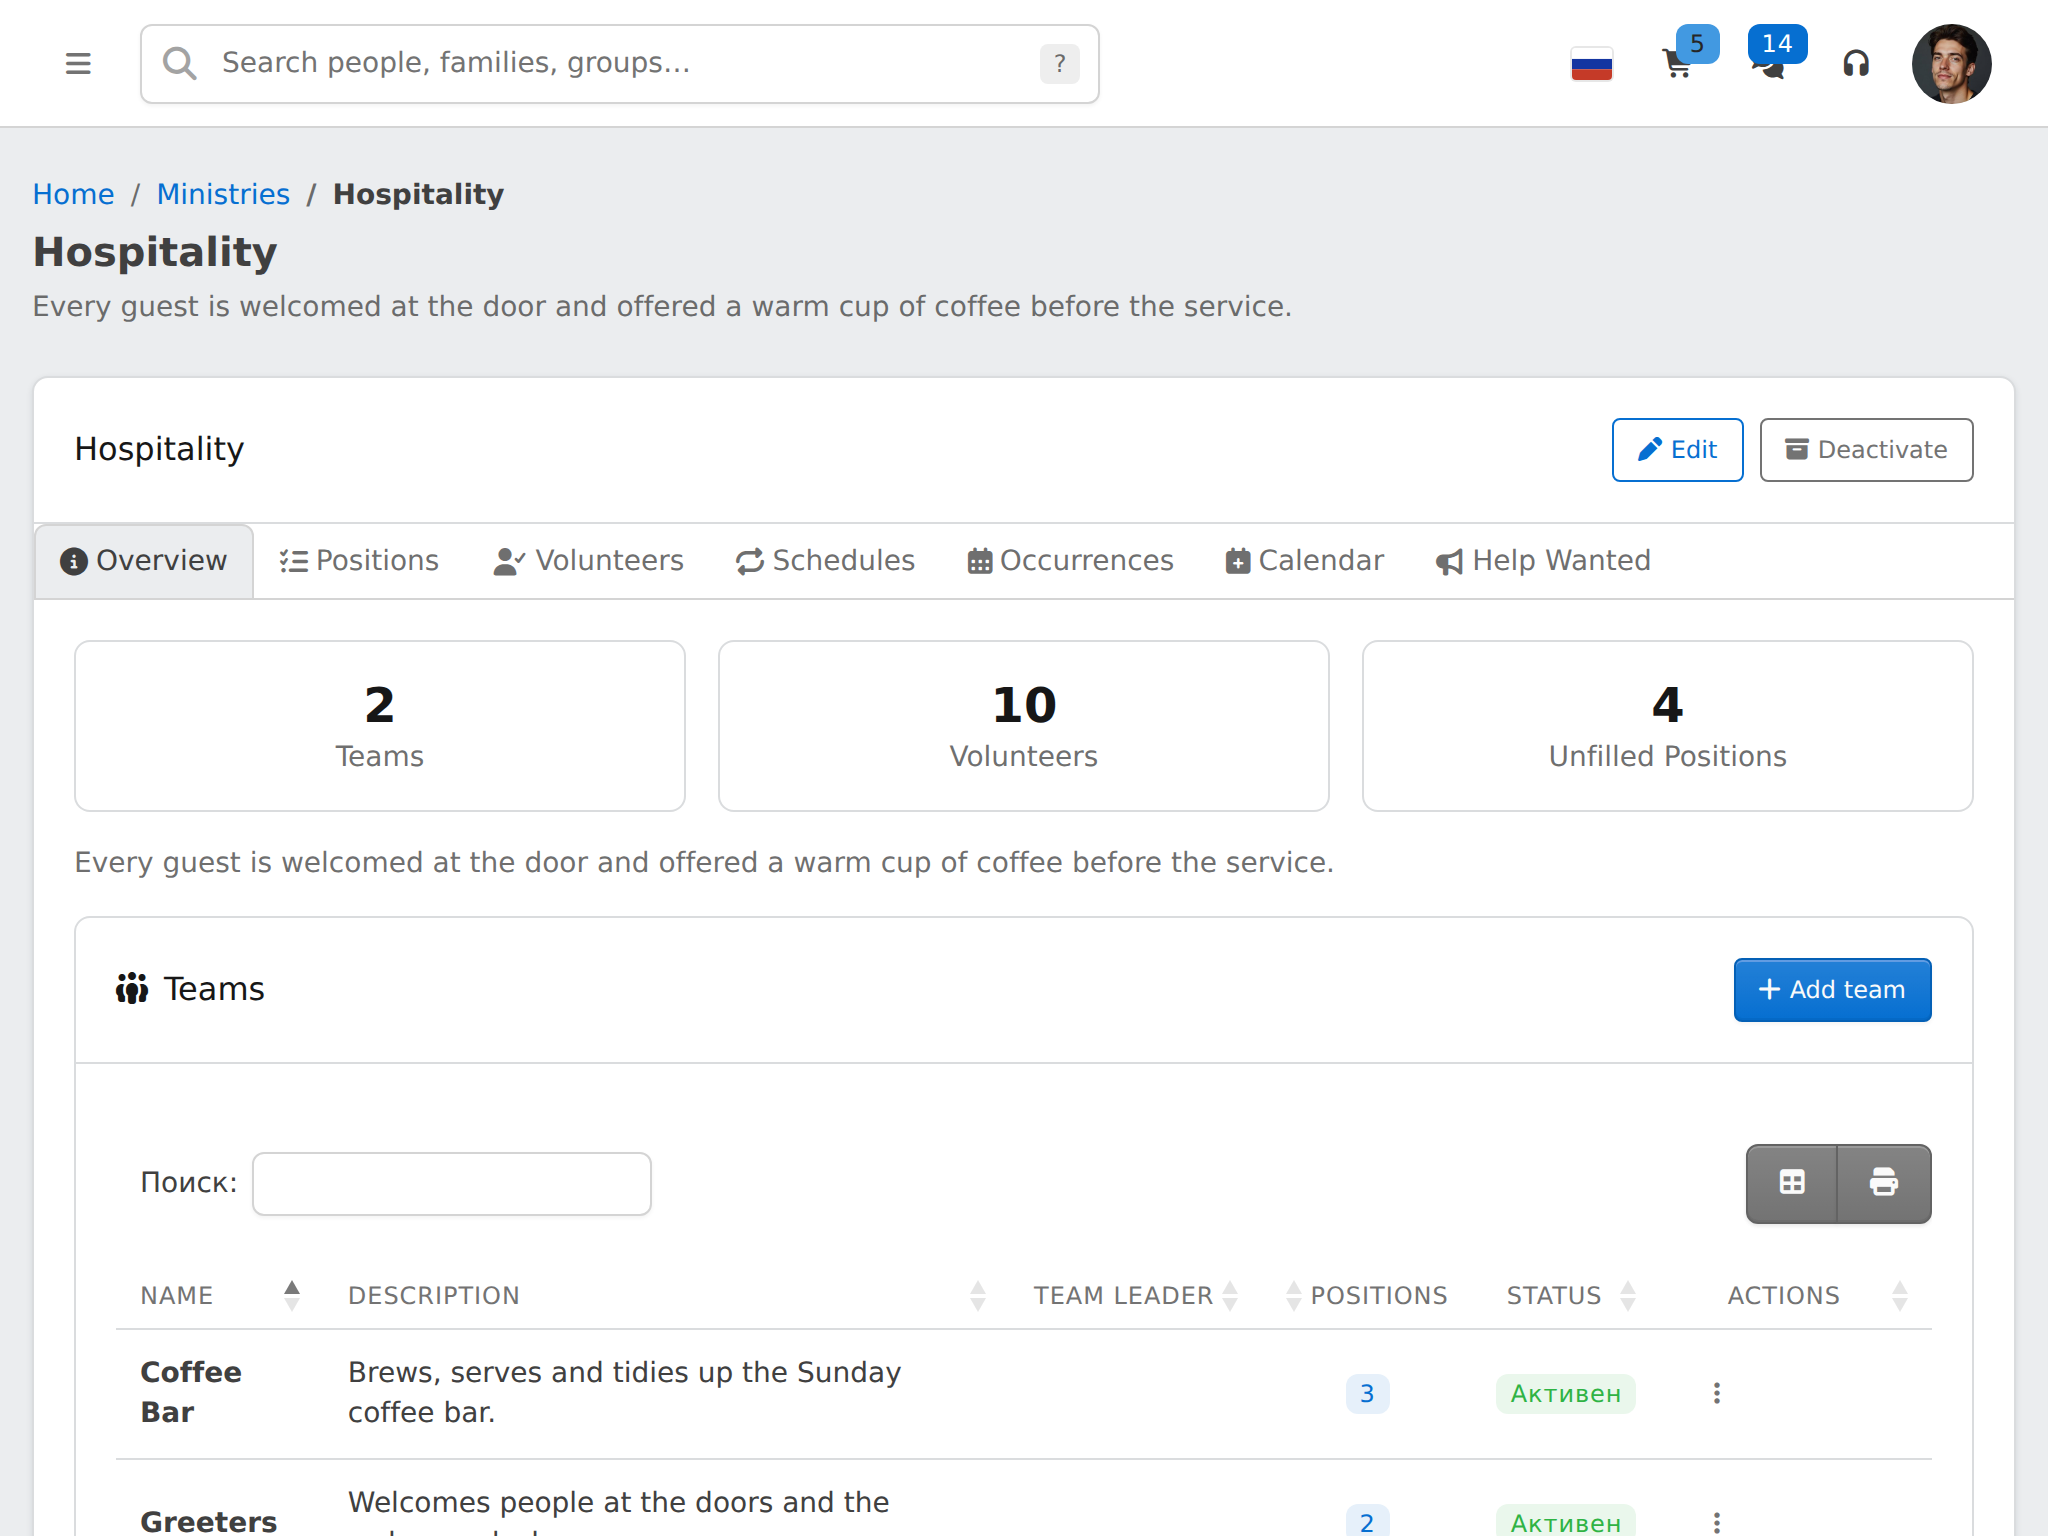 Search people, families, groups... ?
5
14
Home / Ministries / Hospitality
Hospitality
Every guest is welcomed at the door and offered a warm cup of coffee before the service.
Hospitality
Edit
Deactivate
Overview
Positions
Volunteers
Schedules
Occurrences
Calendar
Help Wanted
2
Teams
10
Volunteers
4
Unfilled Positions
Every guest is welcomed at the door and offered a warm cup of coffee before the service.
Teams
Add team
Поиск:
NAME DESCRIPTION TEAM LEADER POSITIONS STATUS ACTIONS
Coffee Bar
Brews, serves and tidies up the Sunday
coffee bar.
3
Активен
Greeters
Welcomes people at the doors and the
2
Активен